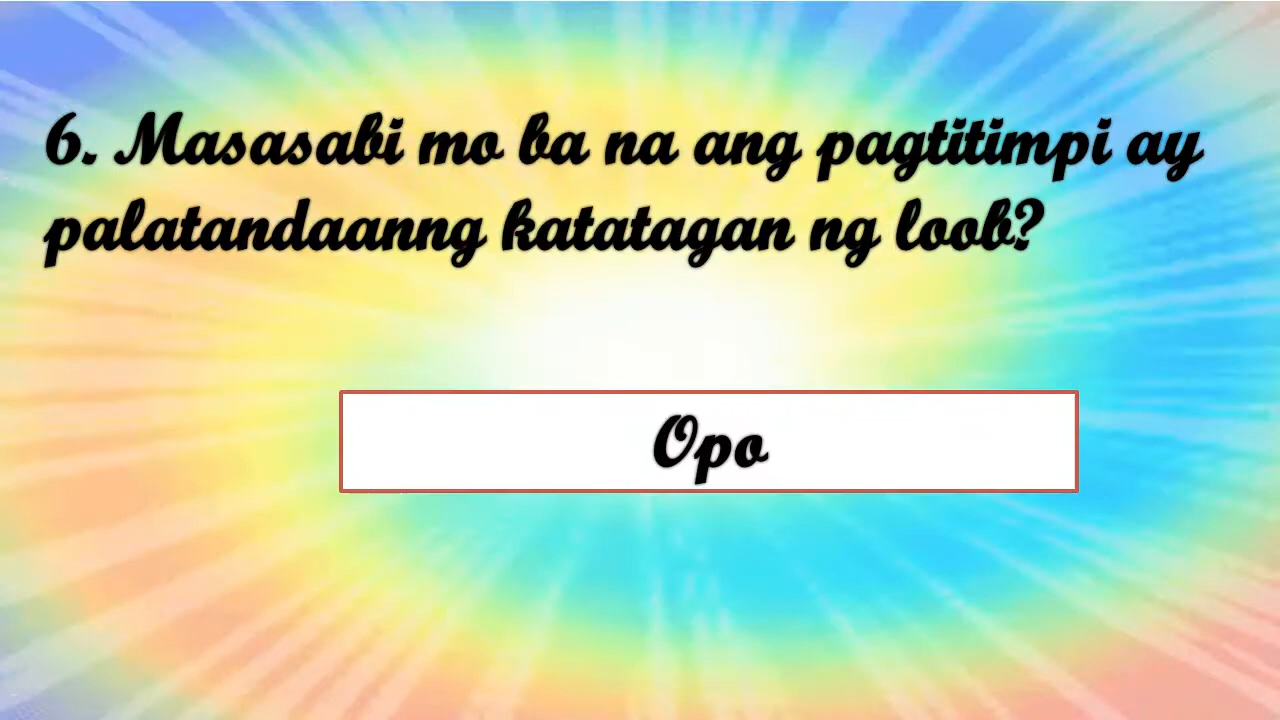 6. Masasabi mo ba na ang pagtitimpi ay
palatandaanng katatagan ng loob?
Opo